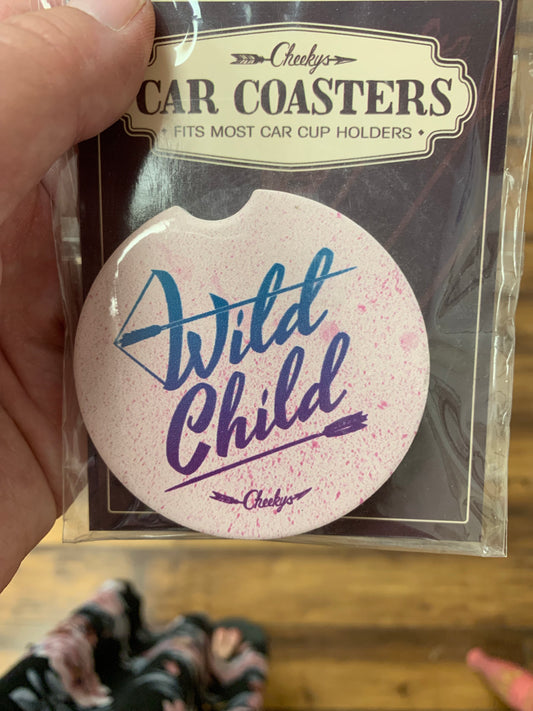 Cheekys
CAR COASTERS
• FITS MOST CAR CUP HOLDERS •
Wild
Child
Cheekys